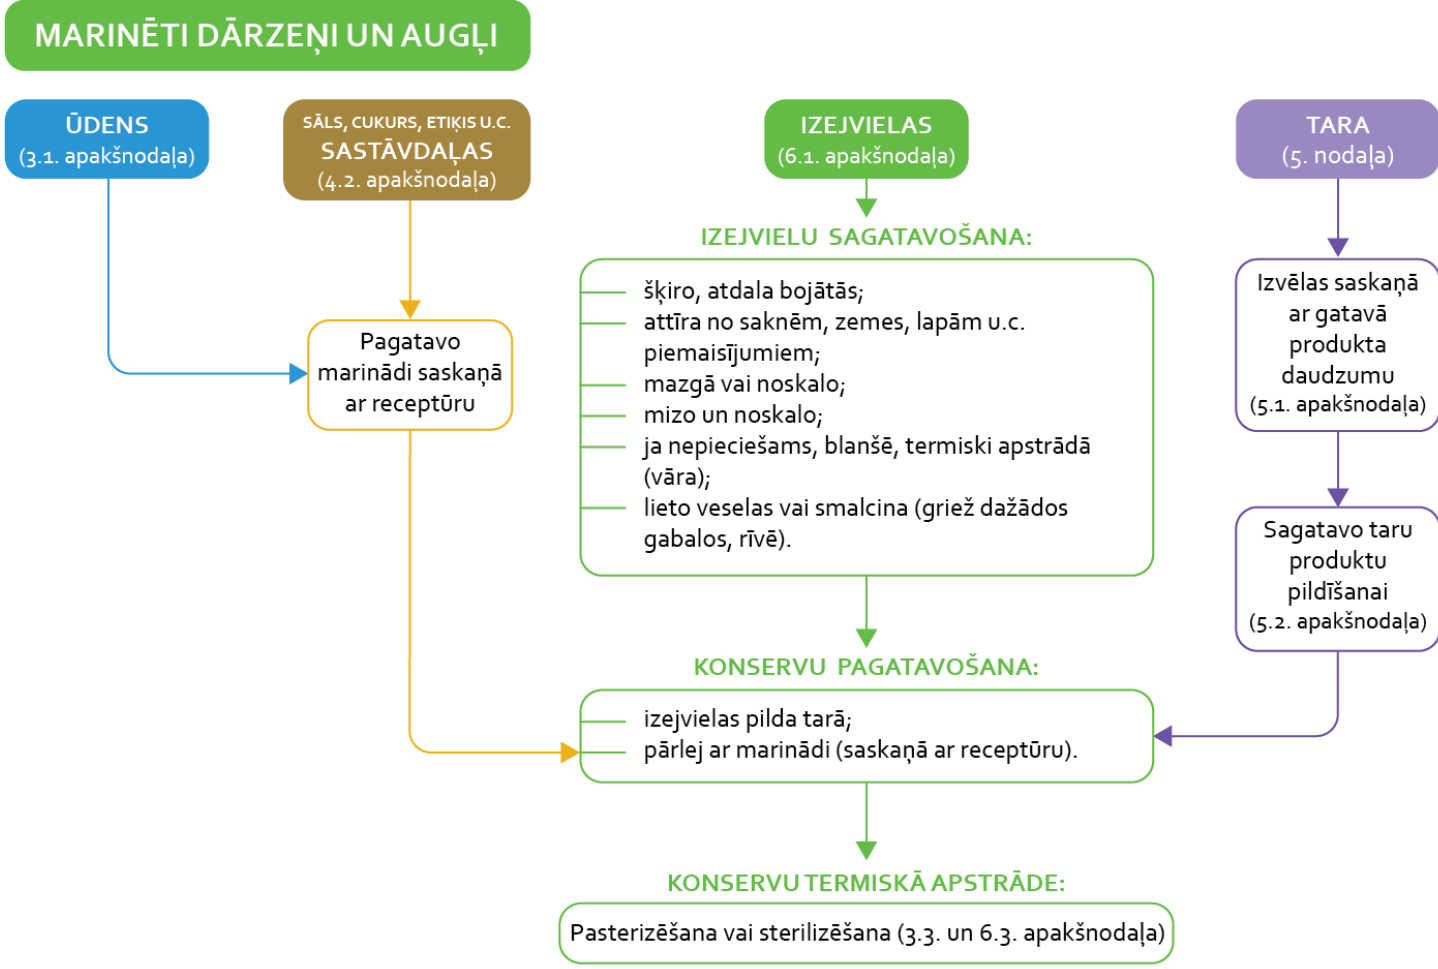 MARINĒTI DĀRZEŅI UN AUGĻI
ŪDENS
(3.1. apakšnodaļa)
SĀLS, CUKURS, ETIĶIS U.C.
SASTĀVDAĻAS
(4.2. apakšnodaļa)
IZEJVIELAS
(6.1. apakšnodaļa)
TARA
(5. nodaļa)
Pagatavo
marinādi saskaņā
ar receptūru
IZEJVIELU SAGATAVOŠANA:
šķiro, atdala bojātās;
attīra no saknēm, zemes, lapām u.c.
piemaisījumiem;
mazgā vai noskalo;
mizo un noskalo;
ja nepieciešams, blanšē, termiski apstrādā
(vāra);
lieto veselas vai smalcina (griež dažādos
gabalos, rīvē).
Izvēlas saskaņā
ar gatavā
produkta
daudzumu
(5.1. apakšnodaļa)
Sagatavo taru
produktu
pildīšanai
(5.2. apakšnodaļa)
KONSERVU PAGATAVOŠANA:
izejvielas pilda tarā;
pārlej ar marinādi (saskaņā ar receptūru).
KONSERVU TERMISKĀ APSTRĀDE:
Pasterizēšana vai sterilizēšana (3.3. un 6.3. apakšnodaļa)